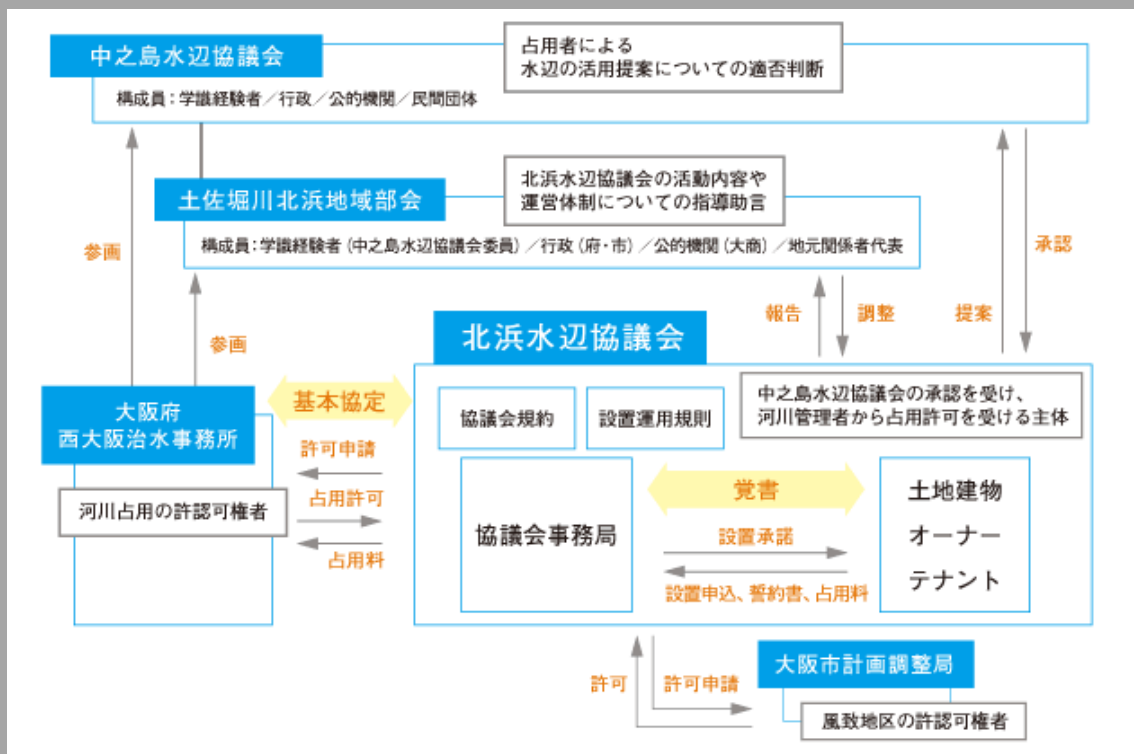 中之島水辺協議会
占用者による
水辺の活用提案についての適否判断
構成員：学識経験者／行政／公的機関／民間団体
土佐堀川北浜地域部会
北浜水辺協議会の活動内容や
運営体制についての指導助言
構成員：学識経験者（中之島水辺協議会委員）／行政（府・市）／公的機関（大商）／地元関係者代表
参画
参画
報告
調整
提案
承認
北浜水辺協議会
大阪府
西大阪治水事務所
河川占用の許認可権者
基本協定
許可申請
占用許可
占用料
協議会規約
設置運用規則
中之島水辺協議会の承認を受け、
河川管理者から占用許可を受ける主体
協議会事務局
覚書
設置承諾
設置申込、誓約書、占用料
土地建物
オーナー
テナント
許可
許可申請
大阪市計画調整局
風致地区の許認可権者